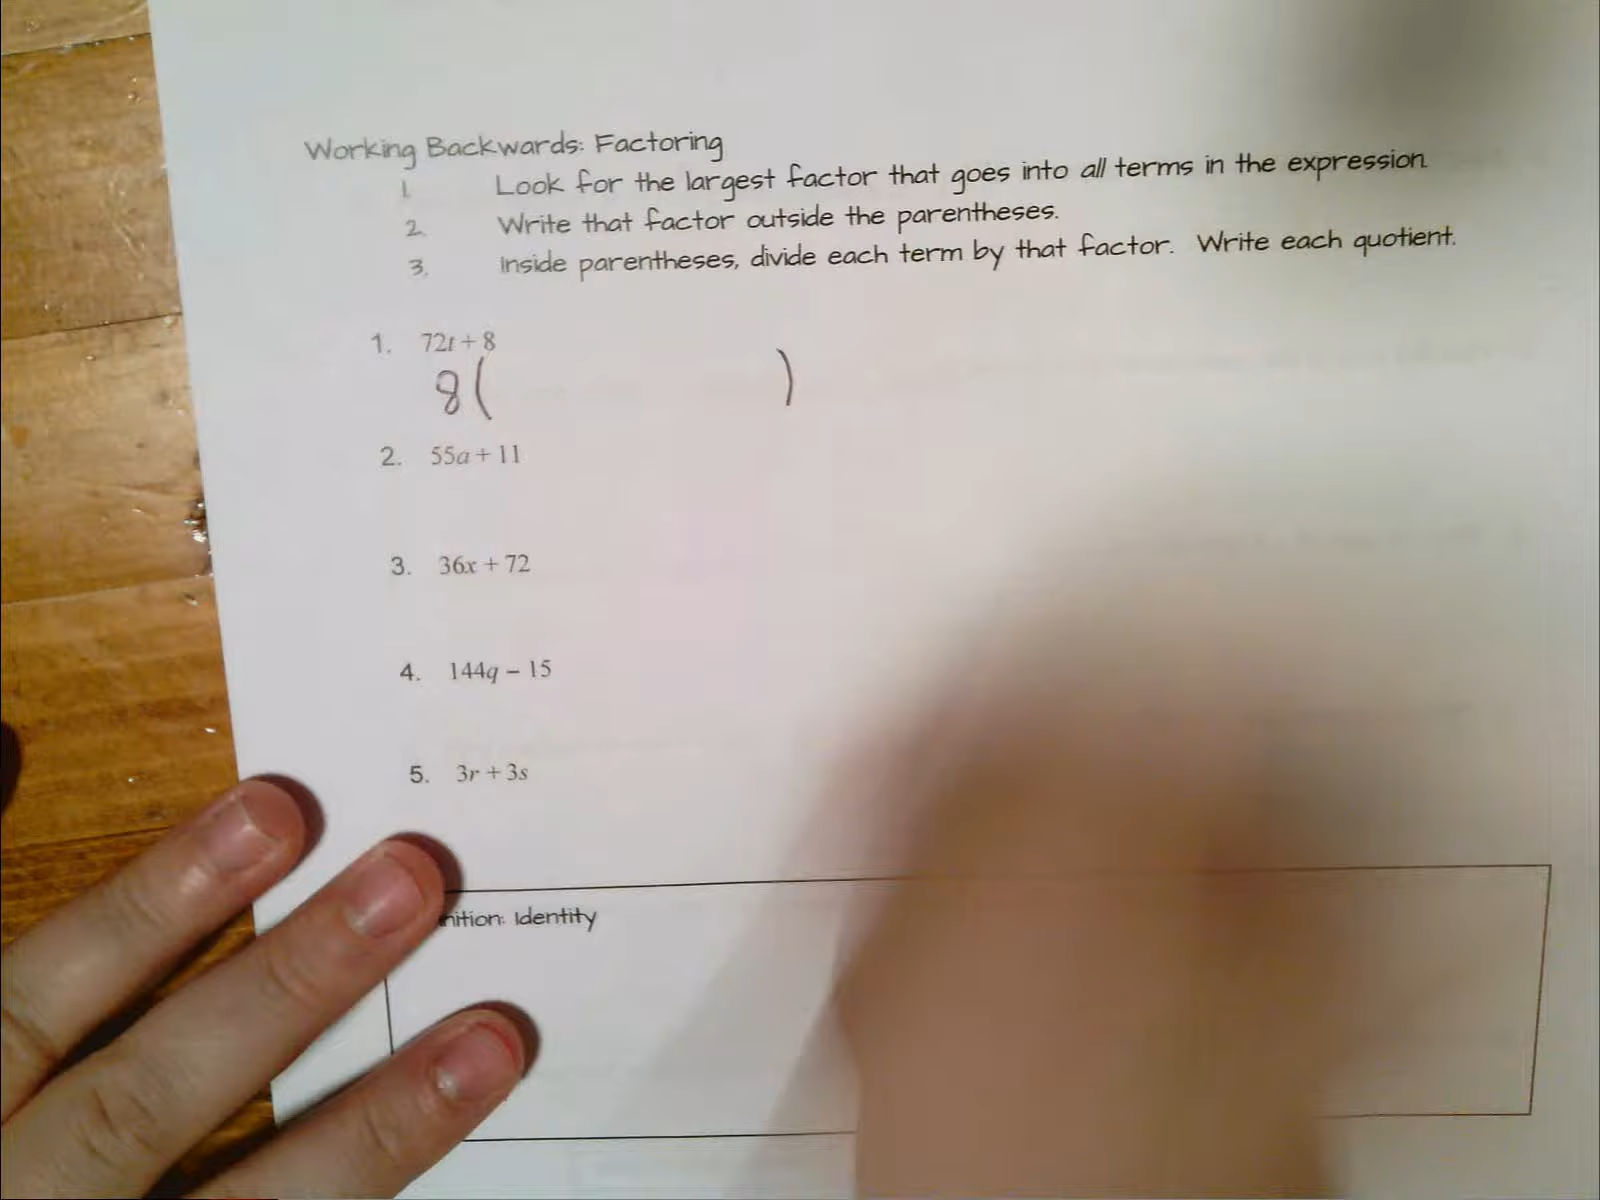 Working Backwards: Factoring
1. Look for the largest factor that goes into all terms in the expression.
2. Write that factor outside the parentheses.
3. Inside parentheses, divide each term by that factor. Write each quotient.
1. 72t + 8
8( )
2. 55a + 11
3. 36x + 72
4. 144q – 15
5. 3r + 3s
nition: Identity